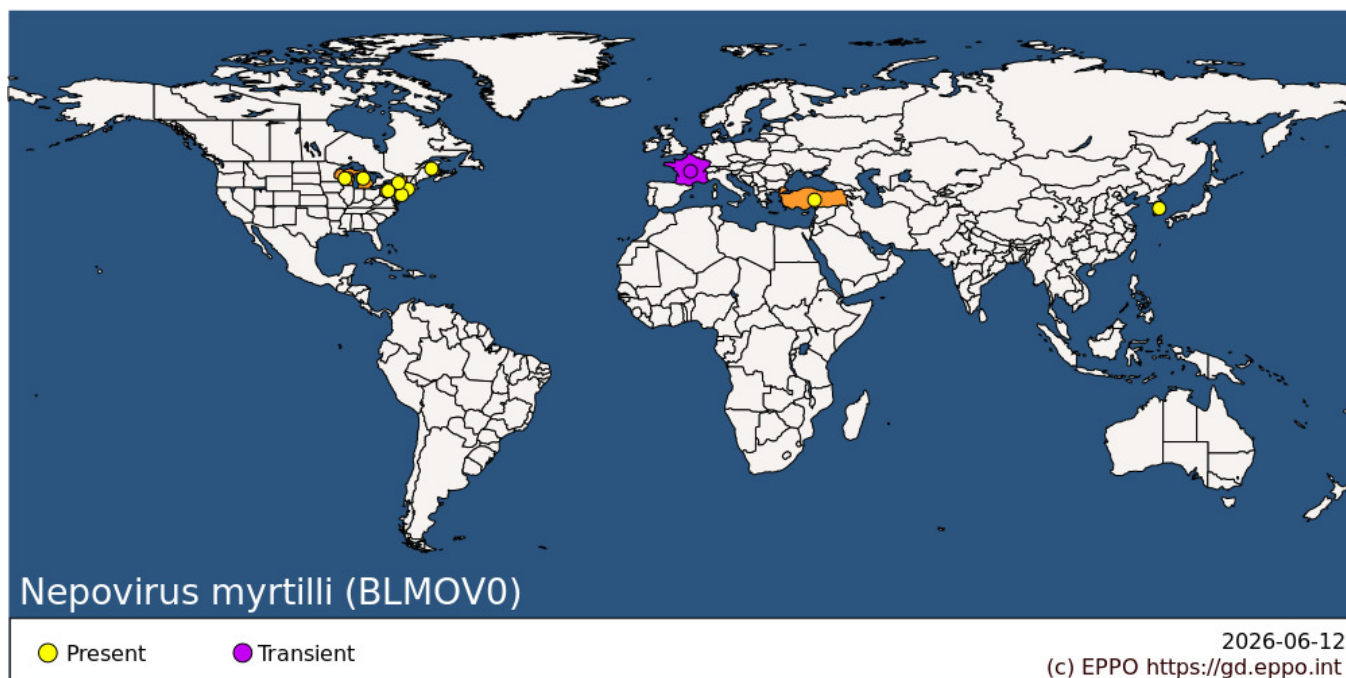 Nepovirus myrtilli (BLMOV0)
Present
Transient
2026-06-12
(c) EPPO https://gd.eppo.int